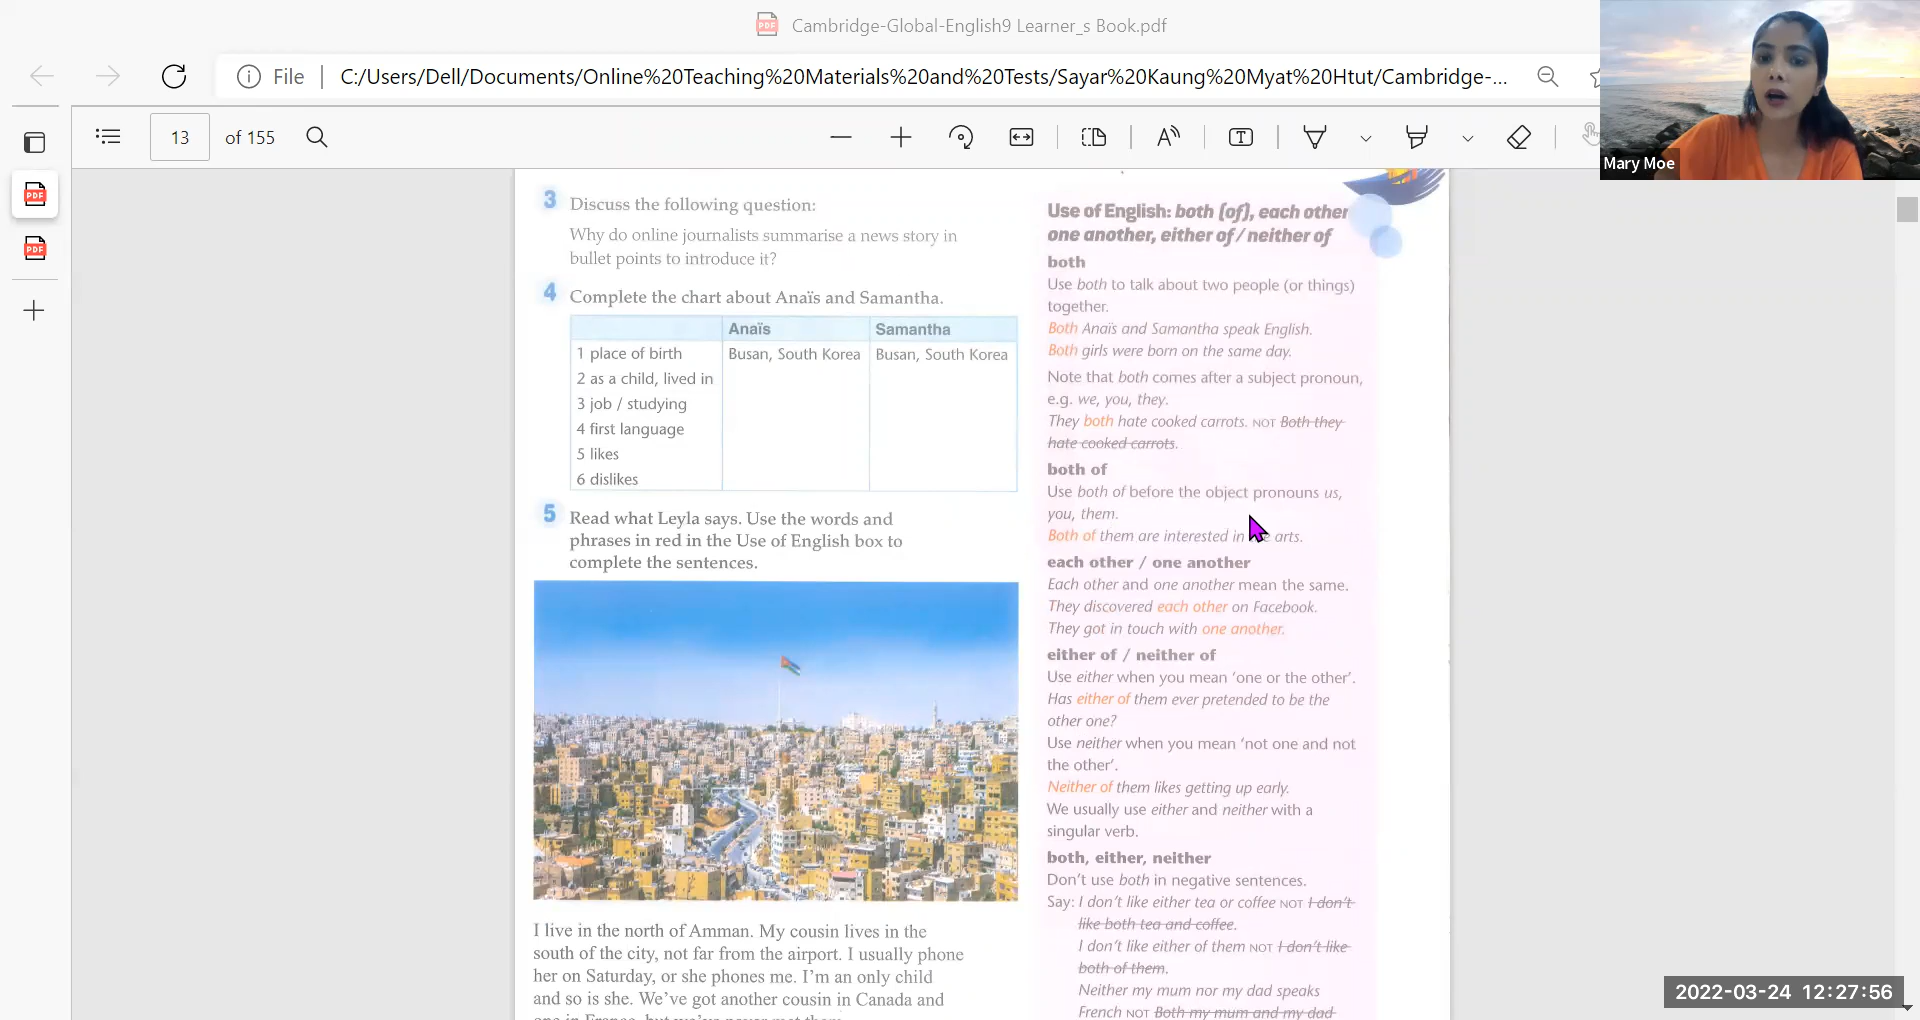 Cambridge-Global-English9 Learner_s Book.pdf
File
C:/Users/Dell/Documents/Online%20Teaching%20Materials%20and%20Tests/Sayar%20Kaung%20Myat%20Htut/Cambridge-...
13 of 155
Mary Moe
3 Discuss the following question:
Why do online journalists summarise a news story in
bullet points to introduce it?
4 Complete the chart about Anaïs and Samantha.
Anaïs Samantha
1 place of birth Busan, South Korea Busan, South Korea
2 as a child, lived in
3 job / studying
4 first language
5 likes
6 dislikes
5 Read what Leyla says. Use the words and
phrases in red in the Use of English box to
complete the sentences.
I live in the north of Amman. My cousin lives in the
south of the city, not far from the airport. I usually phone
her on Saturday, or she phones me. I'm an only child
and so is she. We've got another cousin in Canada and
Use of English: both (of), each other
one another, either of / neither of
both
Use both to talk about two people (or things)
together.
Both Anaïs and Samantha speak English.
Both girls were born on the same day.
Note that both comes after a subject pronoun,
e.g. we, you, they.
They both hate cooked carrots. NOT Both they
hate cooked carrots.
both of
Use both of before the object pronouns us,
you, them.
Both of them are interested in arts.
each other / one another
Each other and one another mean the same.
They discovered each other on Facebook.
They got in touch with one another.
either of / neither of
Use either when you mean 'one or the other'.
Has either of them ever pretended to be the
other one?
Use neither when you mean 'not one and not
the other'.
Neither of them likes getting up early.
We usually use either and neither with a
singular verb.
both, either, neither
Don't use both in negative sentences.
Say: I don't like either tea or coffee NOT I don't
like both tea and coffee.
I don't like either of them NOT I don't like
both of them.
Neither my mum nor my dad speaks
French NOT Both my mum and my dad
2022-03-24 12:27:56